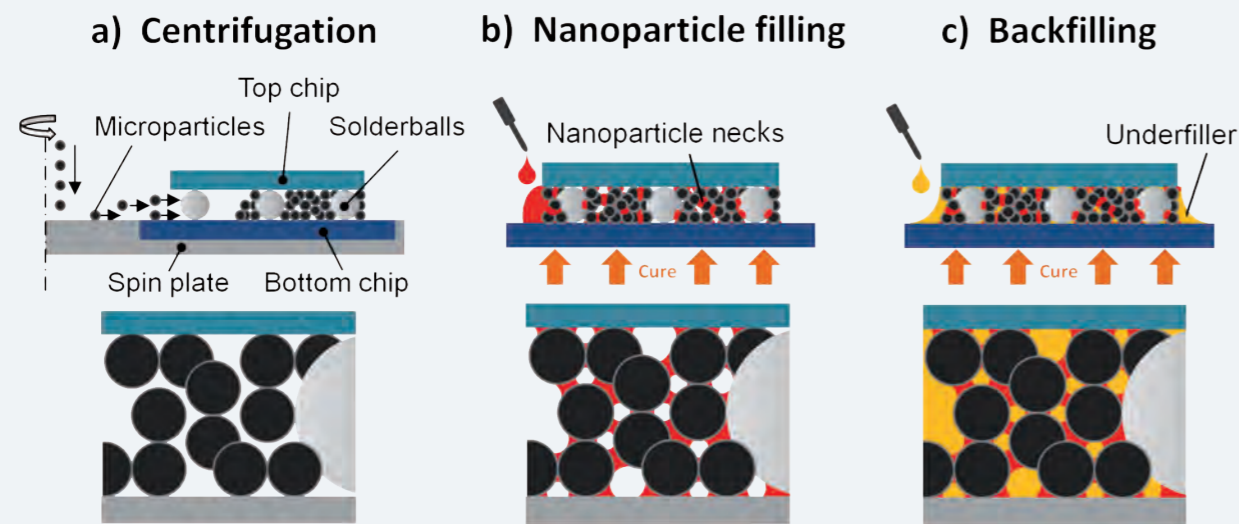 a) Centrifugation
b) Nanoparticle filling
c) Backfilling
Top chip
Microparticles
Solderballs
Nanoparticle necks
Underfiller
Spin plate
Bottom chip
Cure
Cure